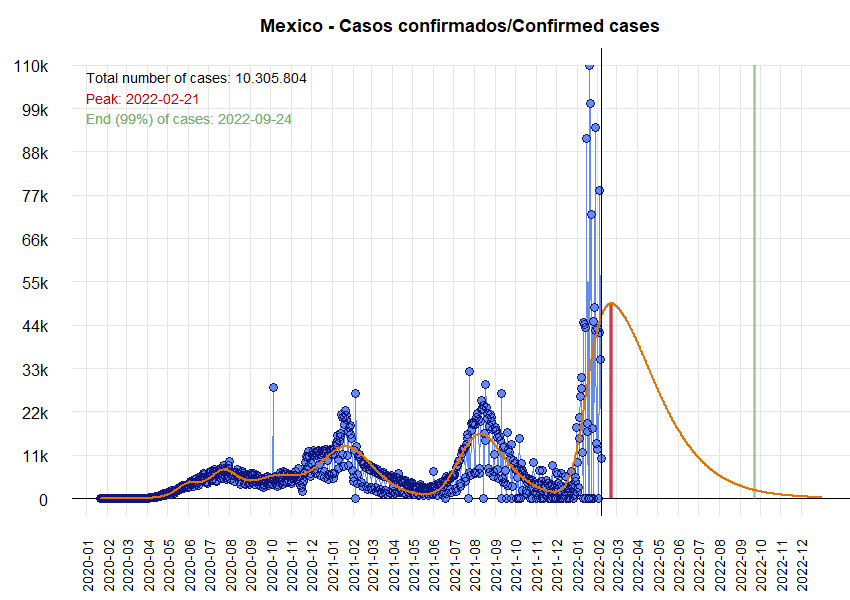 Mexico - Casos confirmados/Confirmed cases
110k
99k
88k
77k
66k
55k
44k
33k
22k
11k
0
Total number of cases: 10.305.804
Peak: 2022-02-21
End (99%) of cases: 2022-09-24
2020-01
2020-02
2020-03
2020-04
2020-05
2020-06
2020-07
2020-08
2020-09
2020-10
2020-11
2020-12
2021-01
2021-02
2021-03
2021-04
2021-05
2021-06
2021-07
2021-08
2021-09
2021-10
2021-11
2021-12
2022-01
2022-02
2022-03
2022-04
2022-05
2022-06
2022-07
2022-08
2022-09
2022-10
2022-11
2022-12